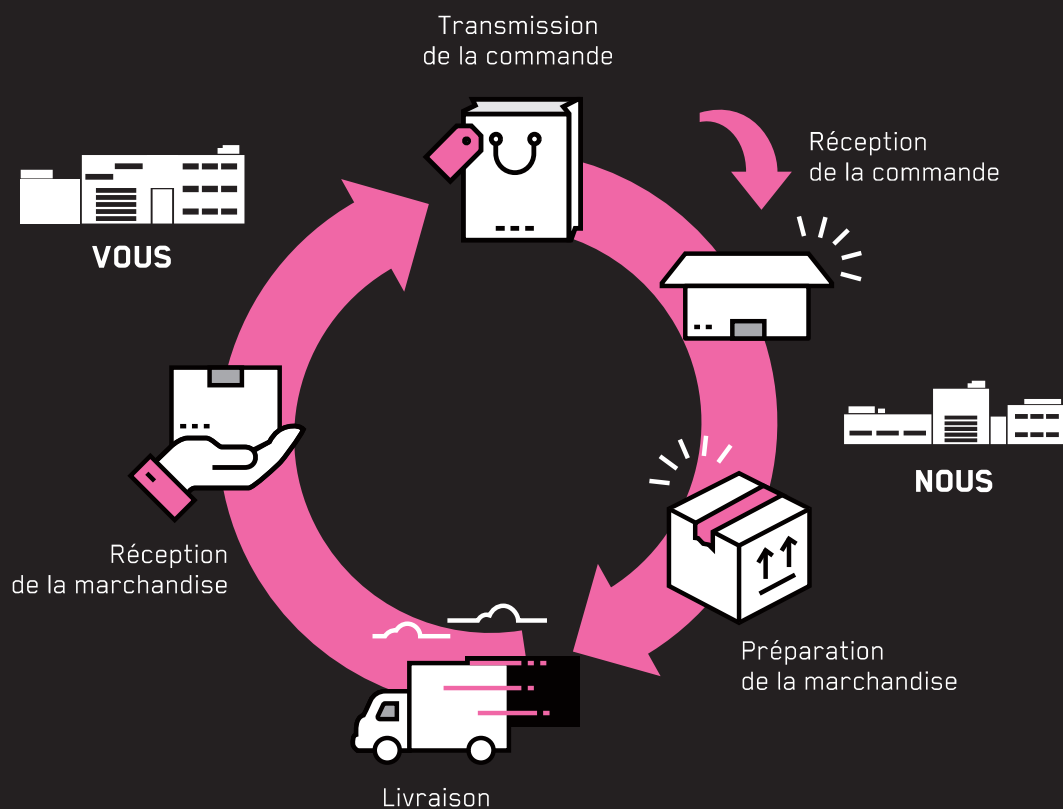 Transmission
de la commande
Réception
de la commande
VOUS
NOUS
Réception
de la marchandise
Préparation
de la marchandise
Livraison